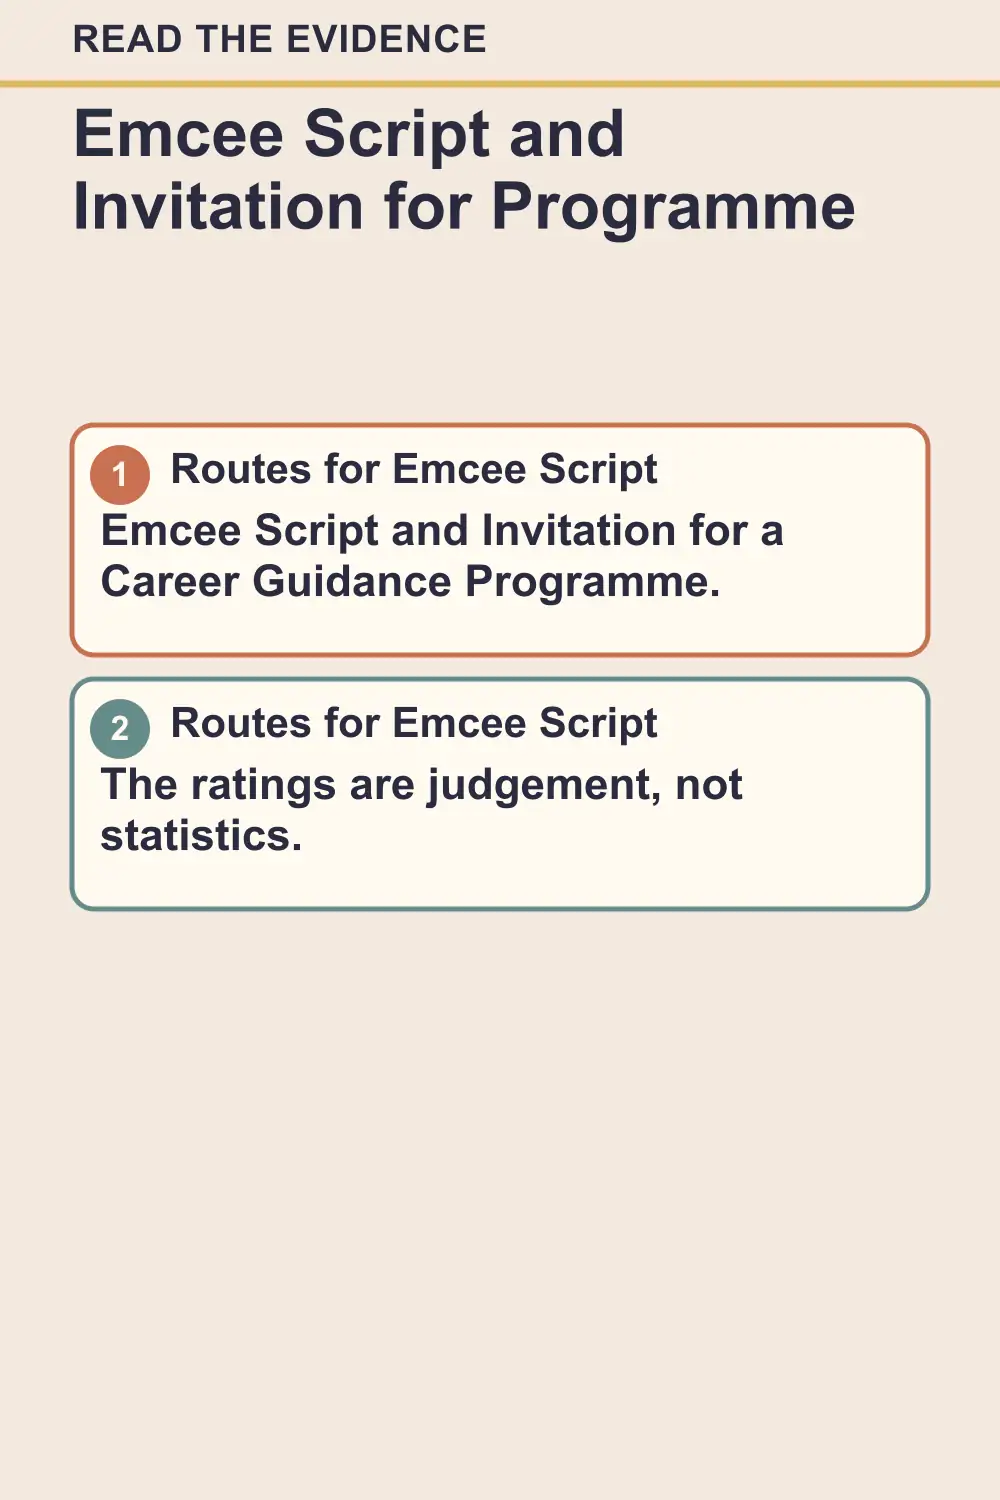 READ THE EVIDENCE
Emcee Script and
Invitation for Programme
1
Routes for Emcee Script
Emcee Script and Invitation for a
Career Guidance Programme.
2
Routes for Emcee Script
The ratings are judgement, not
statistics.